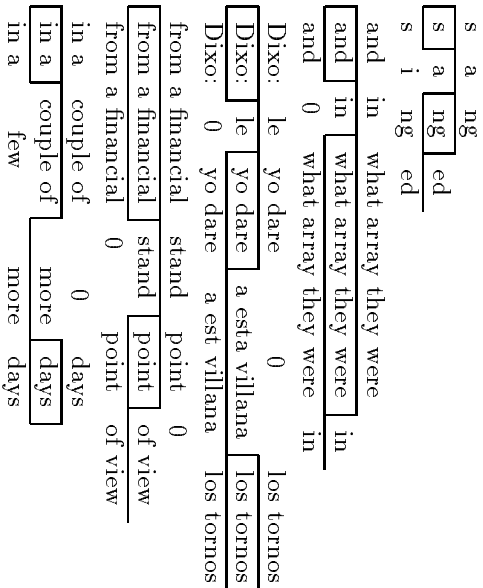 s a ng
s a ng ed
s i ng ed
and in what array they were
and in what array they were in
and 0 what array they were in
Dixo: le yo dare 0 los tornos
Dixo: le yo dare a esta villana los tornos
Dixo: 0 yo dare a est villana los tornos
from a financial stand point 0
from a financial stand point of view
from a financial 0 point of view
in a couple of 0 days
in a couple of more days
in a few more days